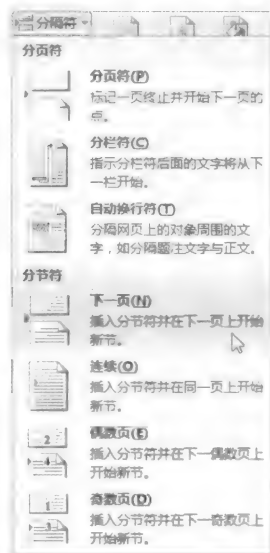 分隔符
分页符
分页符(P)
标记一页终止并开始下一页的
点。
分栏符(C)
指示分栏符后面的文字将从下
一栏开始。
自动换行符(T)
分隔网页上的对象周围的文
字，如分隔题注文字与正文。
分节符
下一页(N)
插入分节符并在下一页上开始
新节。
连续(O)
插入分节符并在同一页上开始
新节。
偶数页(E)
插入分节符并在下一偶数页上
开始新节。
奇数页(D)
插入分节符并在下一奇数页上
开始新节。